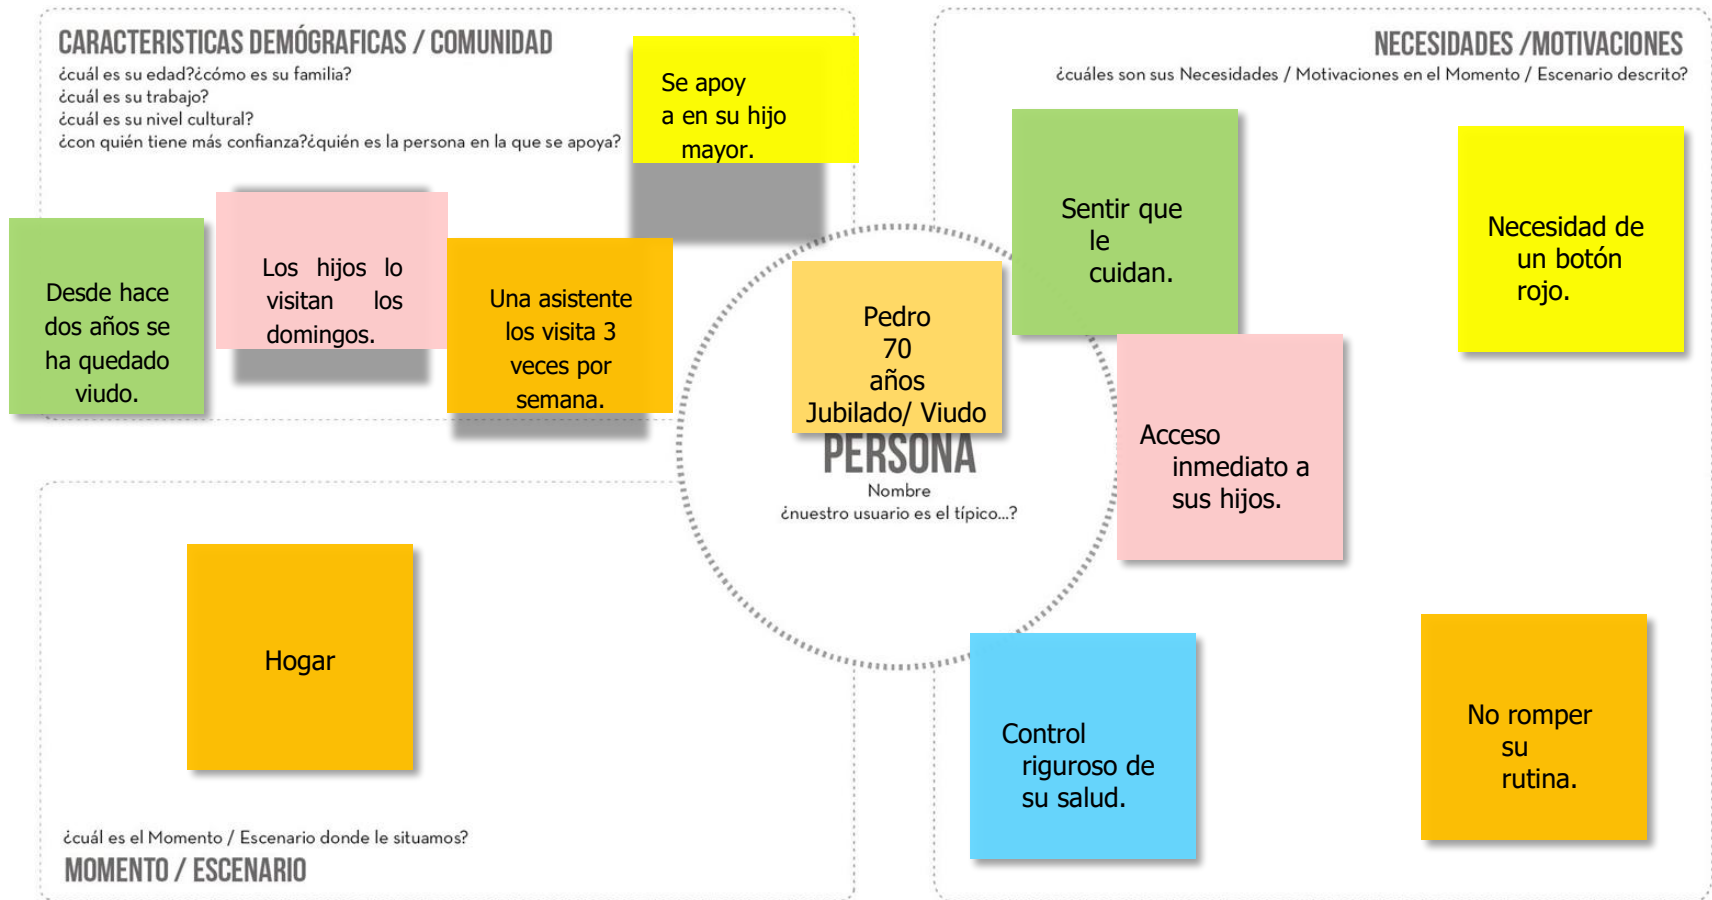 CARACTERISTICAS DEMÓGRAFICAS / COMUNIDAD
¿cuál es su edad?¿cómo es su familia?
¿cuál es su trabajo?
¿cuál es su nivel cultural?
¿con quién tiene más confianza?¿quién es la persona en la que se apoya?
Se apoy
a en su hijo
mayor.
Desde hace
dos años se
ha quedado
viudo.
Los hijos lo
visitan los
domingos.
Una asistente
los visita 3
veces por
semana.
Pedro
70
años
Jubilado/ Viudo
PERSONA
Nombre
¿nuestro usuario es el típico...?
NECESIDADES /MOTIVACIONES
¿cuáles son sus Necesidades / Motivaciones en el Momento / Escenario descrito?
Sentir que
le
cuidan.
Necesidad de
un botón
rojo.
Acceso
inmediato a
sus hijos.
Control
riguroso de
su salud.
No romper
su
rutina.
Hogar
¿cuál es el Momento / Escenario donde le situamos?
MOMENTO / ESCENARIO